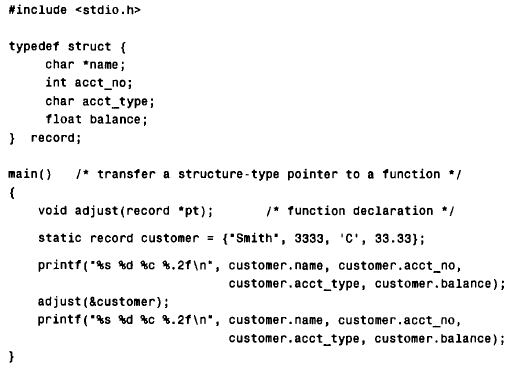 #include <stdio.h>
typedef struct {
char *name;
int acct_no;
char acct_type;
float balance;
} record;
main() /* transfer a structure-type pointer to a function */
{
void adjust(record *pt); /* function declaration */
static record customer = {"Smith", 3333, 'C', 33.33};
printf("%s %d %c %.2f\n", customer.name, customer.acct_no,
customer.acct_type, customer.balance);
adjust(&customer);
printf("%s %d %c %.2f\n", customer.name, customer.acct_no,
customer.acct_type, customer.balance);
}